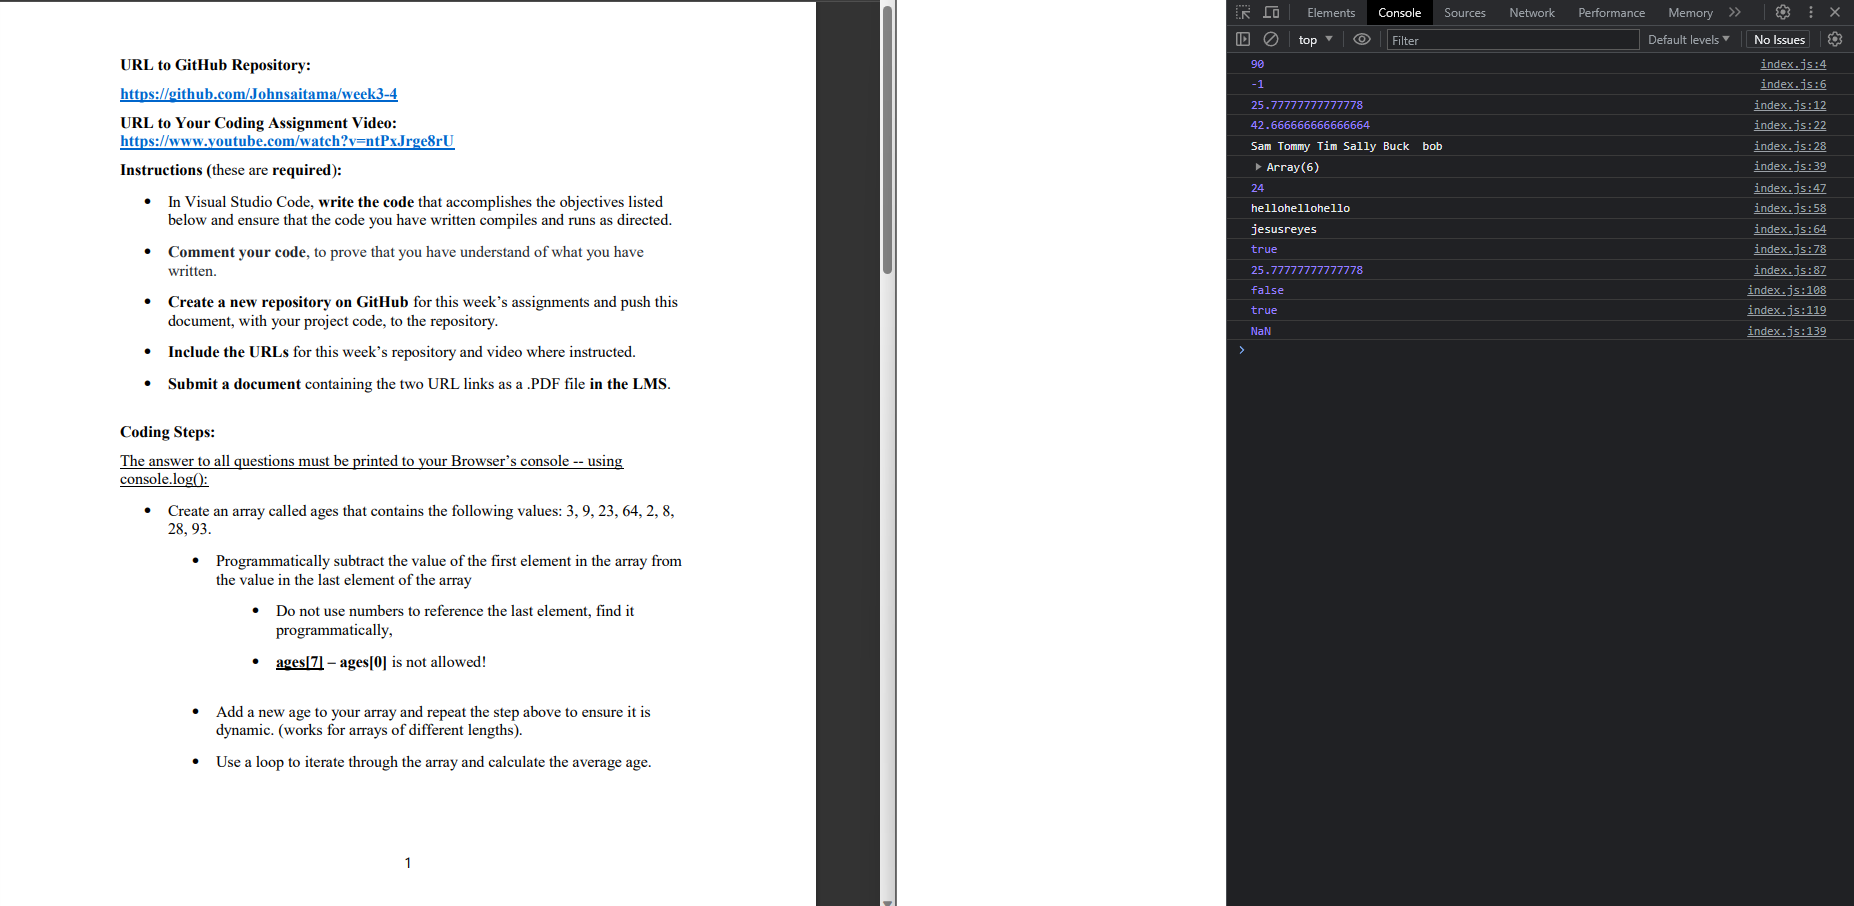 URL to GitHub Repository:
https://github.com/Johnsaitama/week3-4
URL to Your Coding Assignment Video:
https://www.youtube.com/watch?v=ntPxJrge8rU
Instructions (these are required):
• In Visual Studio Code, write the code that accomplishes the objectives listed
below and ensure that the code you have written compiles and runs as directed.
• Comment your code, to prove that you have understand of what you have
written.
• Create a new repository on GitHub for this week’s assignments and push this
document, with your project code, to the repository.
• Include the URLs for this week’s repository and video where instructed.
• Submit a document containing the two URL links as a .PDF file in the LMS.
Coding Steps:
The answer to all questions must be printed to your Browser’s console -- using
console.log():
• Create an array called ages that contains the following values: 3, 9, 23, 64, 2, 8,
28, 93.
• Programmatically subtract the value of the first element in the array from
the value in the last element of the array
• Do not use numbers to reference the last element, find it
programmatically,
• ages[7] – ages[0] is not allowed!
• Add a new age to your array and repeat the step above to ensure it is
dynamic. (works for arrays of different lengths).
• Use a loop to iterate through the array and calculate the average age.
1
Elements Console Sources Network Performance Memory
top Filter Default levels No Issues
90 index.js:4
-1 index.js:6
25.77777777777778 index.js:12
42.666666666666664 index.js:22
Sam Tommy Tim Sally Buck  bob index.js:28
Array(6) index.js:39
24 index.js:47
hellohellohello index.js:58
jesusreyes index.js:64
true index.js:78
25.77777777777778 index.js:87
false index.js:108
true index.js:119
NaN index.js:139